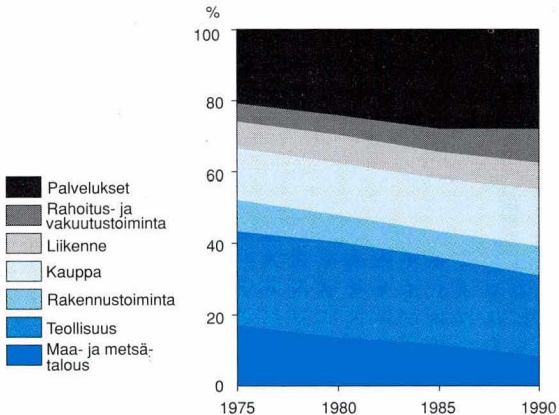 %
100
80
60
40
20
0
1975 1980 1985 1990
Palvelukset
Rahoitus- ja
vakuutustoiminta
Liikenne
Kauppa
Rakennustoiminta
Teollisuus
Maa- ja metsä-
talous